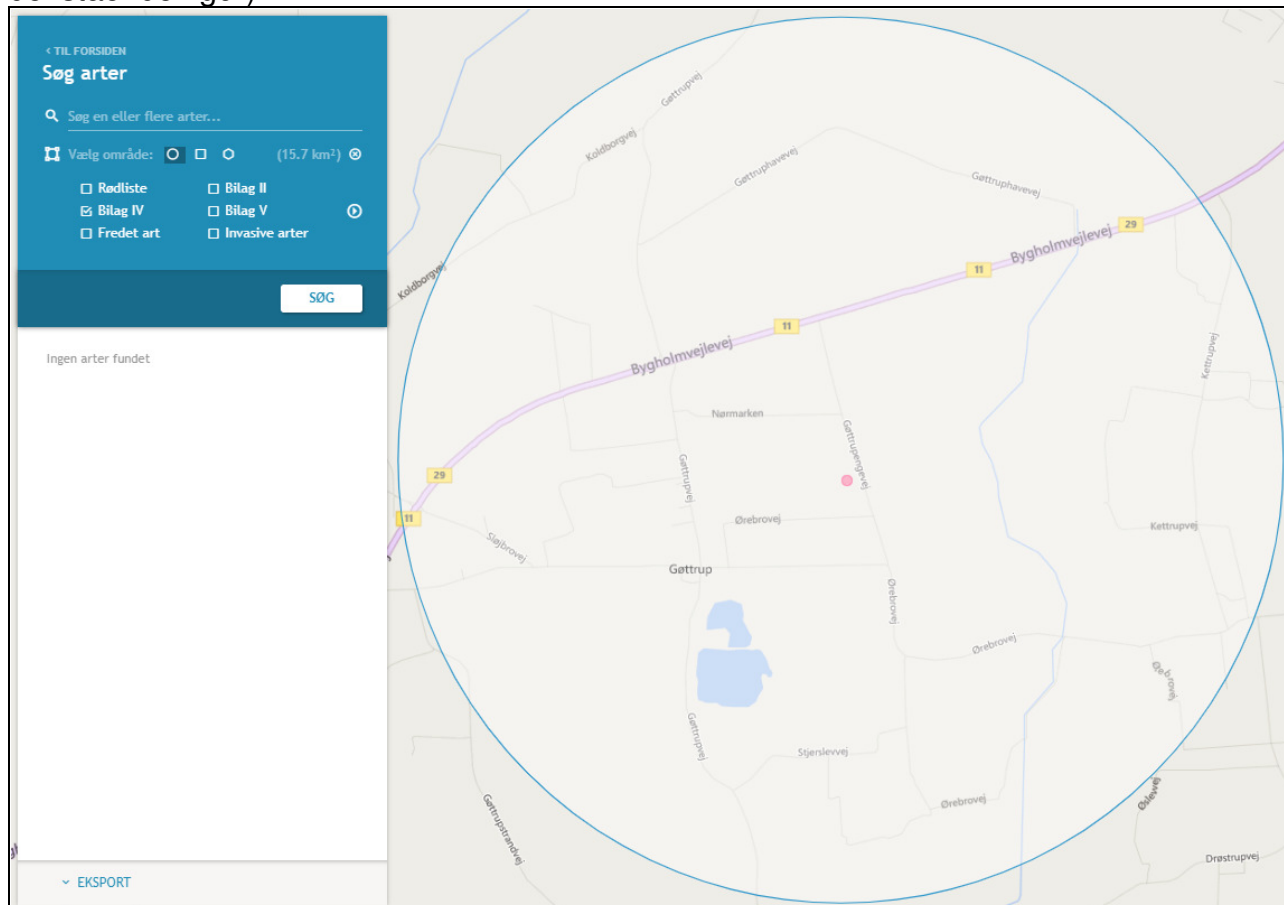 < TIL FORSIDEN
Søg arter
Søg en eller flere arter...
Vælg område: (15.7 km²)
Rødliste Bilag II
Bilag IV Bilag V
Fredet art Invasive arter
SØG
Ingen arter fundet
EKSPORT
Gøttrupvej
Koldborgvej
Gøttruphavevej
Gøttruphavevej
29
Bygholmvejlevej
11
Koldborgvej
11
Bygholmvejlevej
Kettrupvej
Nørmarken
Gøttrupengevej
Gøttrupvej
29
11
Ørebrovej
Kettrupvej
Sløjbrovej
Gøttrup
Ørebrovej
Ørebrovej
Gøttrupvej
Stjerslevvej
Gøttrupstrandvej
Ørebrovej
Øslevvej
Drøstrupvej